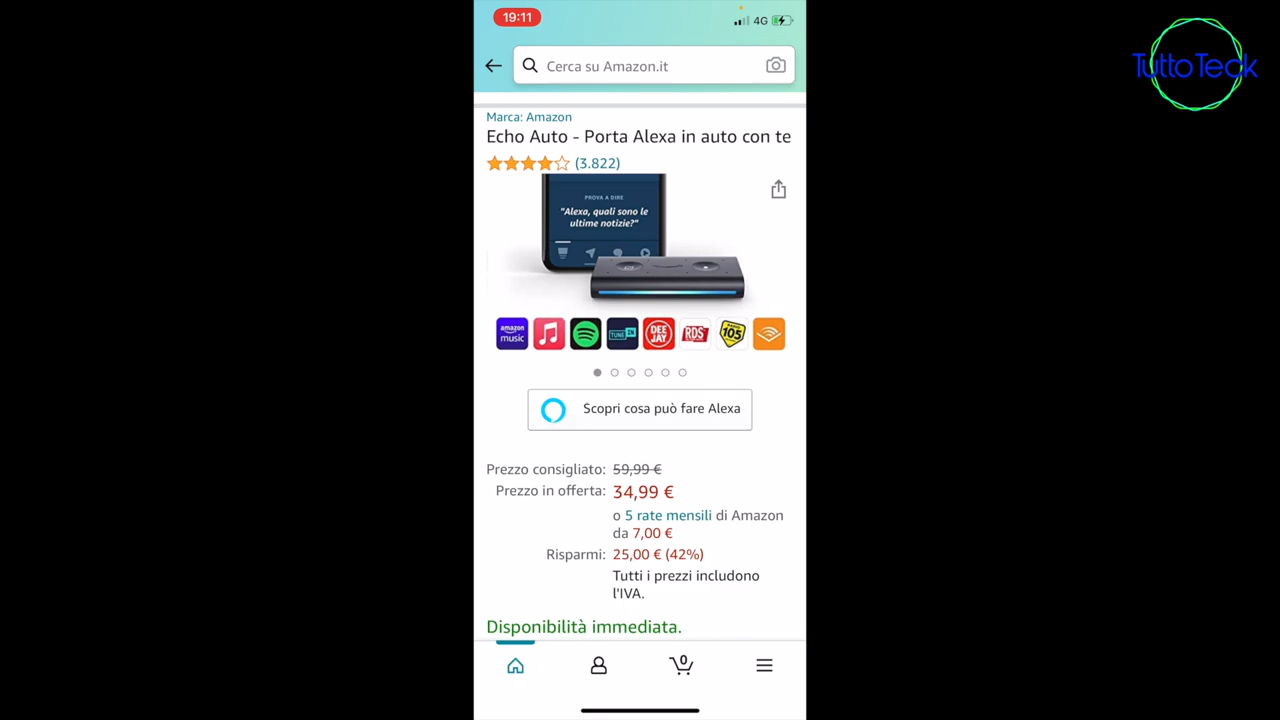 19:11
4G
Cerca su Amazon.it
TuttoTeck
Marca: Amazon
Echo Auto - Porta Alexa in auto con te
(3.822)
PROVA A DIRE
"Alexa, quali sono le
ultime notizie?"
amazon music
TUNE IN
DEE JAY
RDS
RADIO 105
Scopri cosa può fare Alexa
Prezzo consigliato: 59,99 €
Prezzo in offerta: 34,99 €
o 5 rate mensili di Amazon
da 7,00 €
Risparmi: 25,00 € (42%)
Tutti i prezzi includono
l'IVA.
Disponibilità immediata.
0